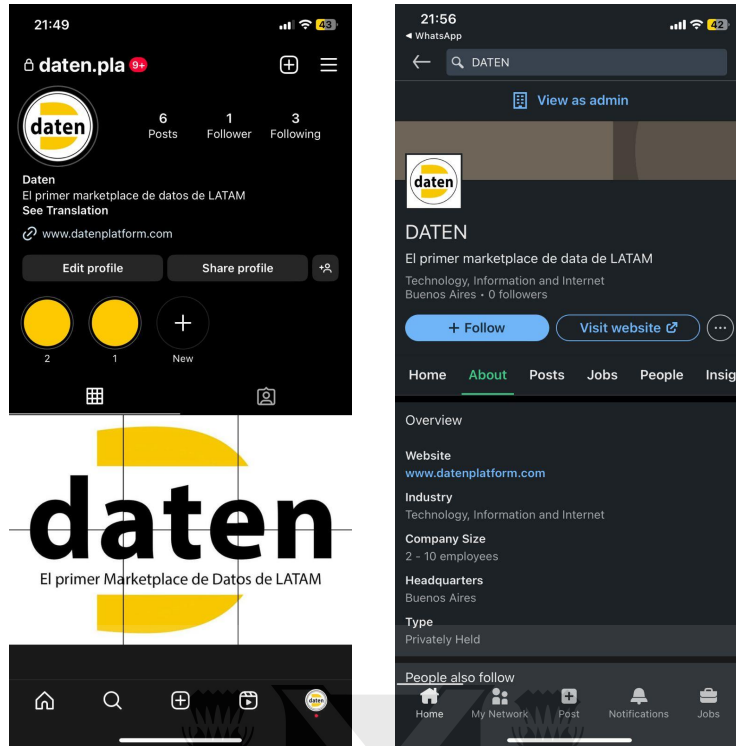 21:49
43
daten.pla 9+
daten
6
1
3
Posts
Follower
Following
Daten
El primer marketplace de datos de LATAM
See Translation
www.datenplatform.com
Edit profile
Share profile
2
1
New
daten
El primer Marketplace de Datos de LATAM
daten
21:56
42
◄ WhatsApp
DATEN
View as admin
daten
DATEN
El primer marketplace de data de LATAM
Technology, Information and Internet
Buenos Aires • 0 followers
+ Follow
Visit website
Home About Posts Jobs People Insig
Overview
Website
www.datenplatform.com
Industry
Technology, Information and Internet
Company Size
2 - 10 employees
Headquarters
Buenos Aires
Type
Privately Held
People also follow
Home My Network Post Notifications Jobs